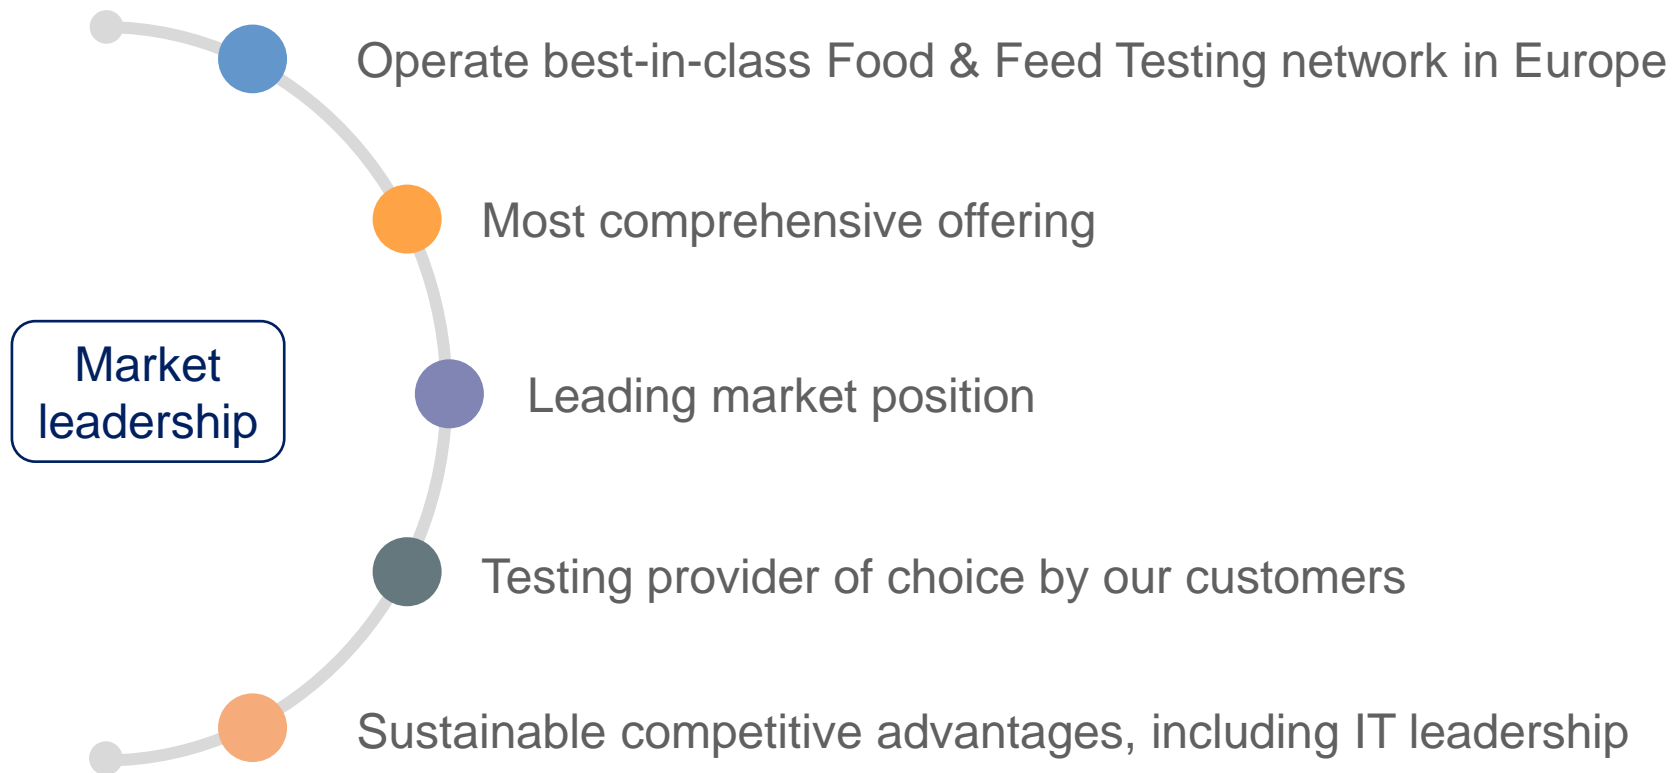 Operate best-in-class Food & Feed Testing network in Europe
Most comprehensive offering
Market
leadership
Leading market position
Testing provider of choice by our customers
Sustainable competitive advantages, including IT leadership